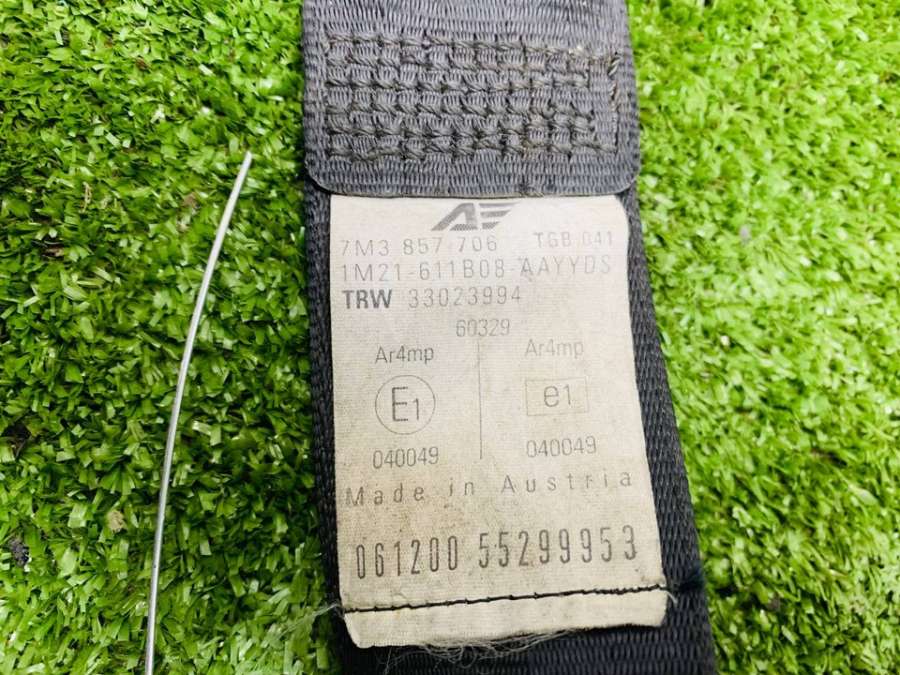 7M3 857 706 TGB 041
1M21-611B08-AAYYDS
TRW 33023994
60329
Ar4mp Ar4mp
E1 e1
040049 040049
Made in Austria
061200 55299953